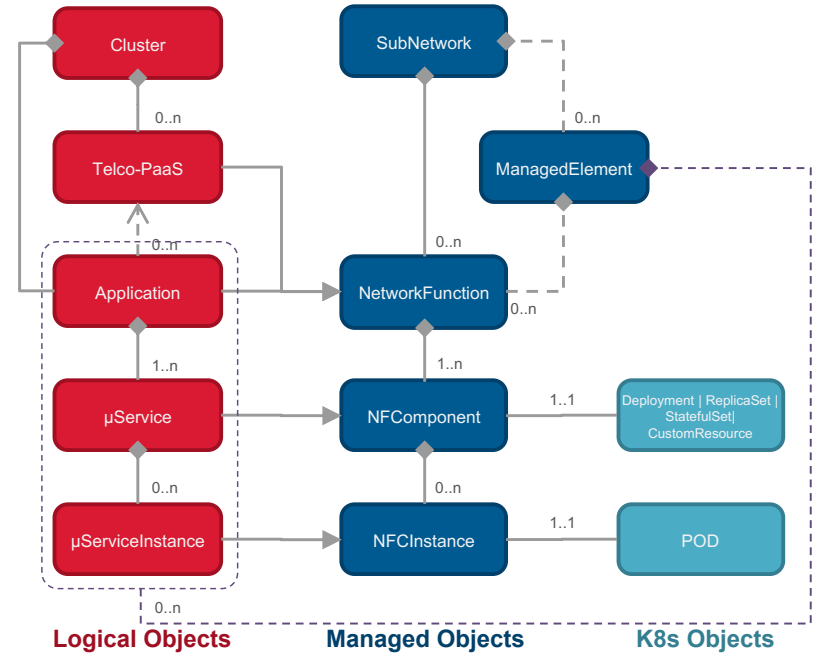 Cluster
SubNetwork
0..n
0..n
Telco-PaaS
ManagedElement
0..n
0..n
Application
NetworkFunction
0..n
1..n
1..n
µService
NFComponent
1..1
Deployment | ReplicaSet |
StatefulSet|
CustomResource
0..n
0..n
µServiceInstance
NFCInstance
1..1
POD
0..n
Logical Objects
Managed Objects
K8s Objects